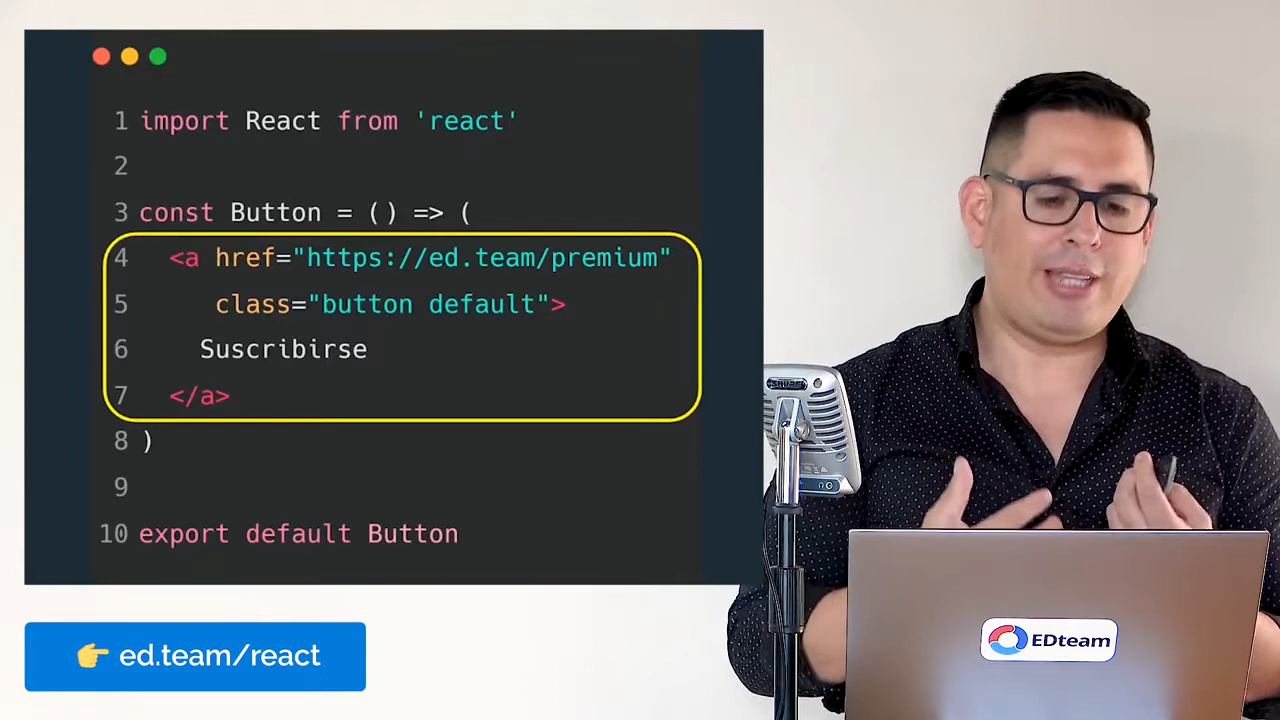 1 import React from 'react'
2
3 const Button = () => (
4 <a href="https://ed.team/premium"
5 class="button default">
6 Suscribirse
7 </a>
8 )
9
10 export default Button
👉 ed.team/react
SHURE
EDteam